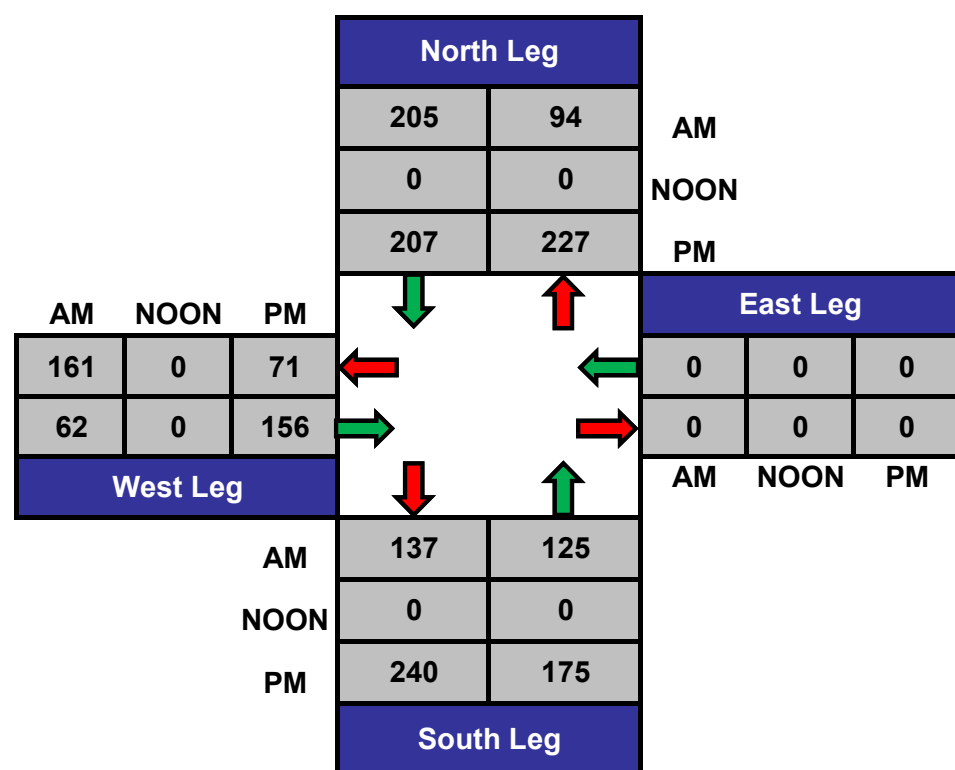 North Leg
205 94 AM
0 0 NOON
207 227 PM
East Leg
AM NOON PM
161 0 71 0 0 0
62 0 156 0 0 0
West Leg
AM NOON PM
AM 137 125
NOON 0 0
PM 240 175
South Leg